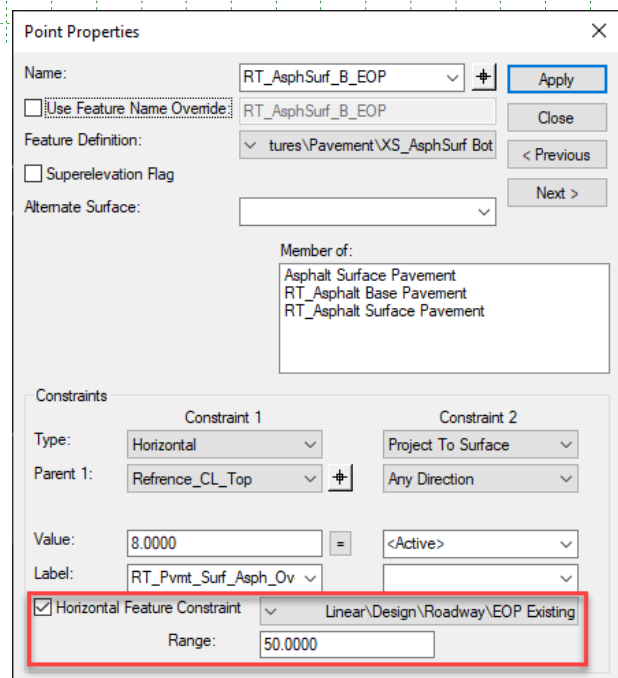 Point Properties
Name: RT_AsphSurf_B_EOP Apply
Use Feature Name Override: RT_AsphSurf_B_EOP Close
Feature Definition: tures\Pavement\XS_AsphSurf Bot < Previous
Superelevation Flag Next >
Alternate Surface:
Member of:
Asphalt Surface Pavement
RT_Asphalt Base Pavement
RT_Asphalt Surface Pavement
Constraints
Constraint 1 Constraint 2
Type: Horizontal Project To Surface
Parent 1: Refrence_CL_Top Any Direction
Value: 8.0000 = <Active>
Label: RT_Pvmt_Surf_Asph_Ov
Horizontal Feature Constraint Linear\Design\Roadway\EOP Existing
Range: 50.0000